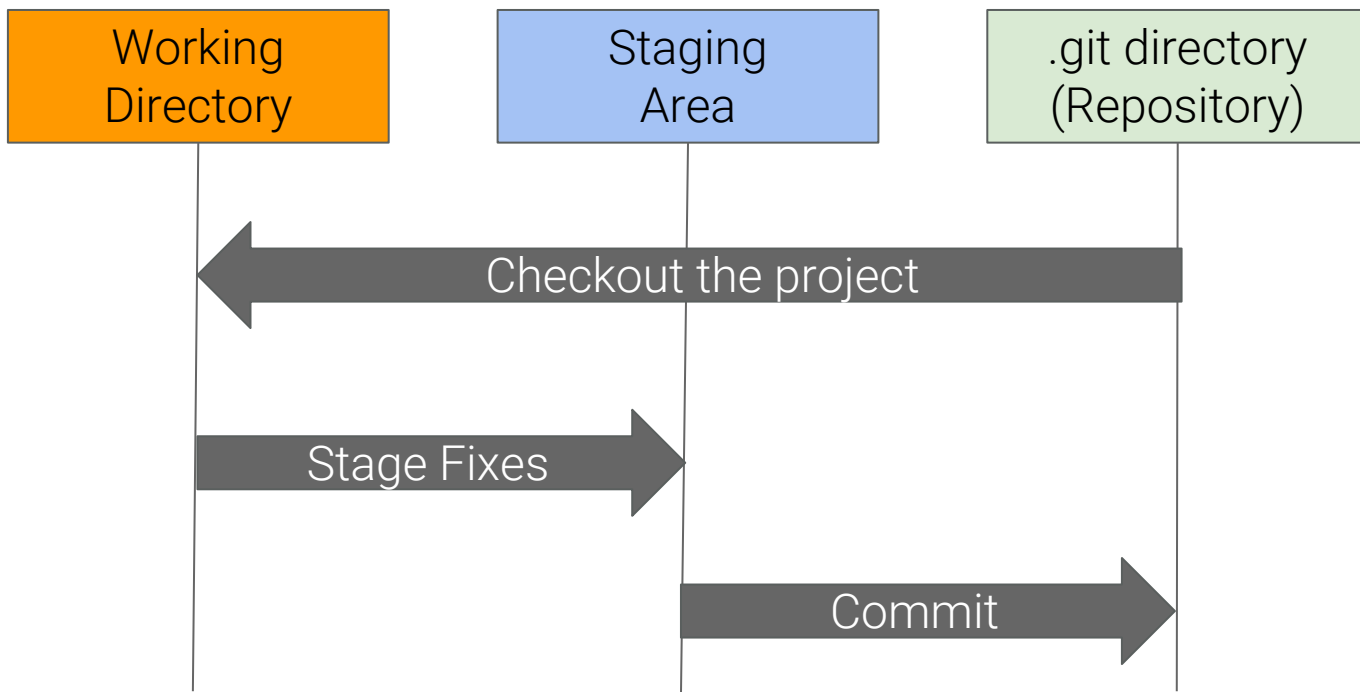 Working
Directory
Staging
Area
.git directory
(Repository)
Checkout the project
Stage Fixes
Commit